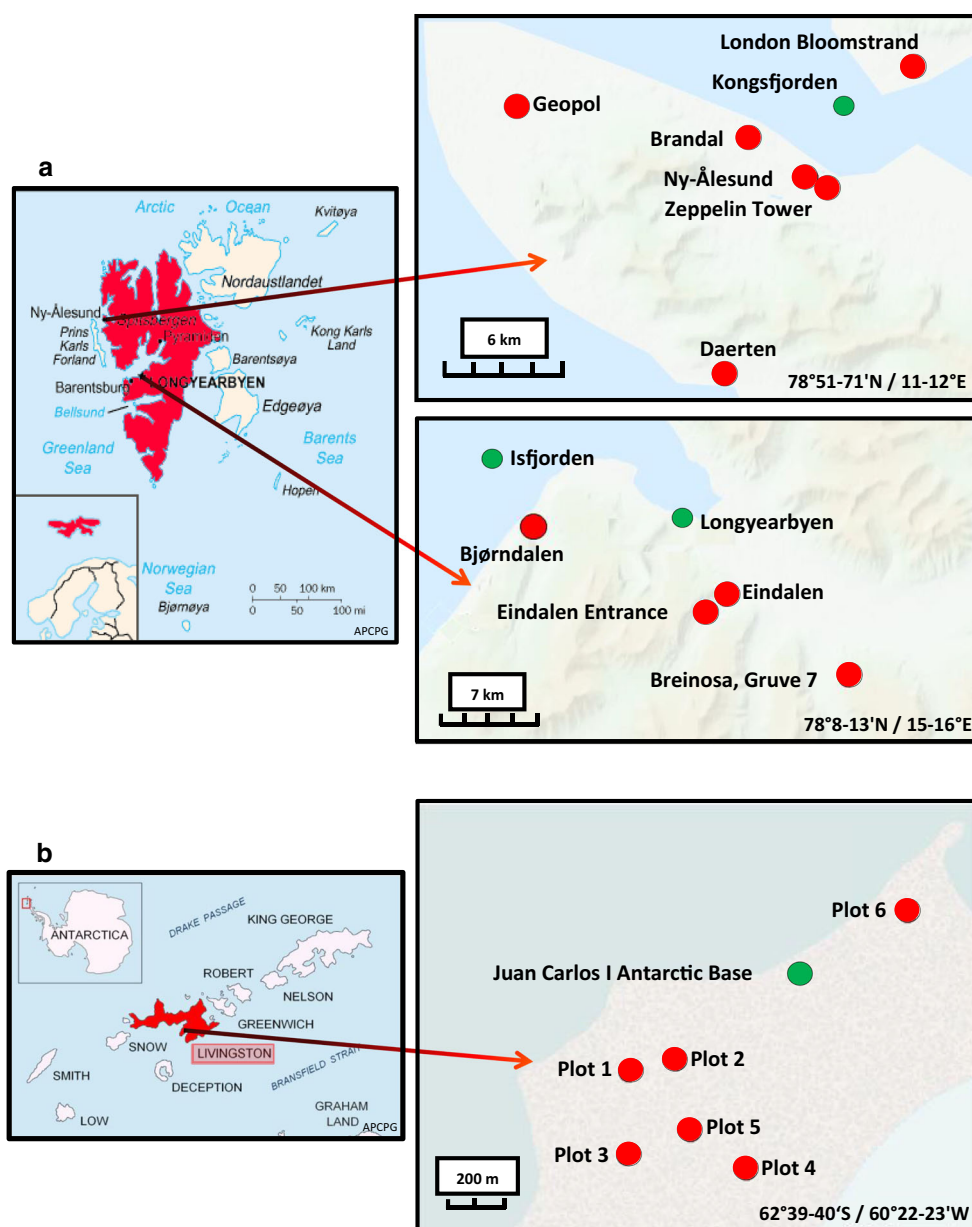 a
Arctic Ocean
Kvitøya
Nordaustlandet
Ny-Ålesund
Spitsbergen
Pyramiden
Prins
Karls
Forland
Kong Karls
Land
Barentsøya
LONGYEARBYEN
Barentsburg
Bellsund
Edgeøya
Greenland
Sea
Barents
Sea
Hopen
Norwegian
Sea
Bjørnøya
0 50 100 km
0 50 100 mi
APCPG
London Bloomstrand
Kongsfjorden
Geopol
Brandal
Ny-Ålesund
Zeppelin Tower
6 km
Daerten
78°51-71'N / 11-12°E
Isfjorden
Longyearbyen
Bjørndalen
Eindalen
Eindalen Entrance
Breinosa, Gruve 7
7 km
78°8-13'N / 15-16°E
b
ANTARCTICA
DRAKE PASSAGE
KING GEORGE
ROBERT
NELSON
GREENWICH
SNOW
LIVINGSTON
SMITH
DECEPTION
BRANSFIELD STRAIT
LOW
GRAHAM
LAND
APCPG
Plot 6
Juan Carlos I Antarctic Base
Plot 1
Plot 2
Plot 5
Plot 3
Plot 4
200 m
62°39-40‘S / 60°22-23'W